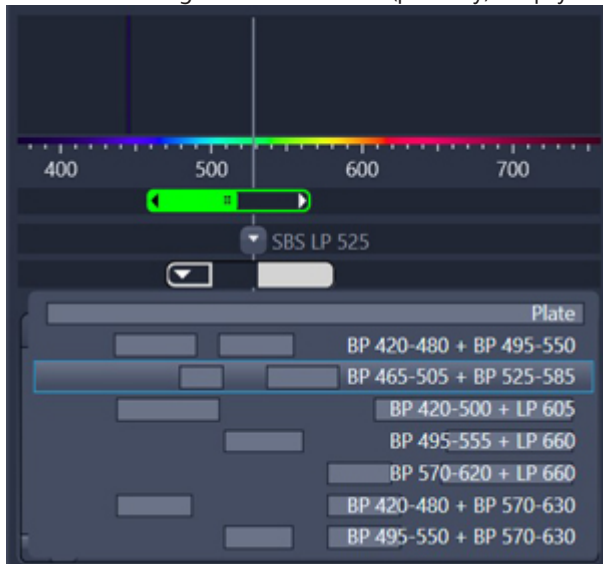 400 500 600 700
SBS LP 525
Plate
BP 420-480 + BP 495-550
BP 465-505 + BP 525-585
BP 420-500 + LP 605
BP 495-555 + LP 660
BP 570-620 + LP 660
BP 420-480 + BP 570-630
BP 495-550 + BP 570-630